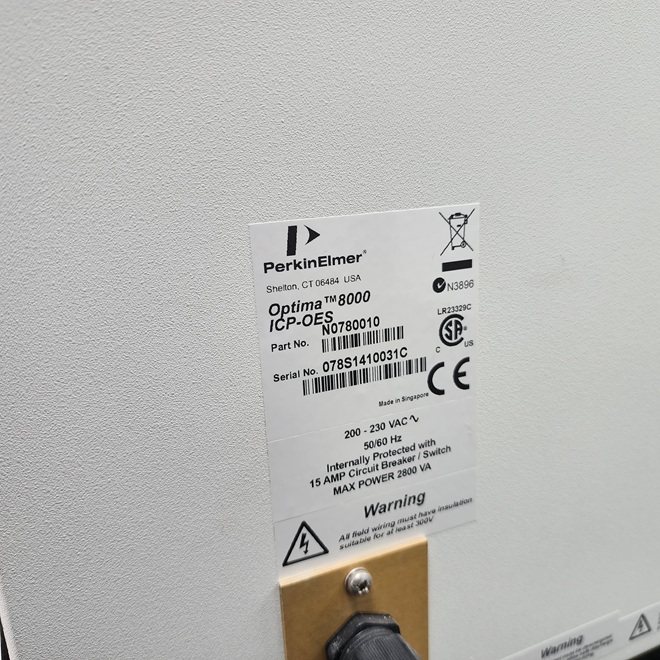 PerkinElmer®
Shelton, CT 06484 USA
N3896
Optima™8000
ICP-OES
LR23329C
Part No. N0780010
SA
C US
Serial No. 078S1410031C
CE
Made in Singapore
200 - 230 VAC ∿
50/60 Hz
Internally Protected with
15 AMP Circuit Breaker / Switch
MAX POWER 2800 VA
Warning
All field wiring must have insulation
suitable for at least 300V
Warning